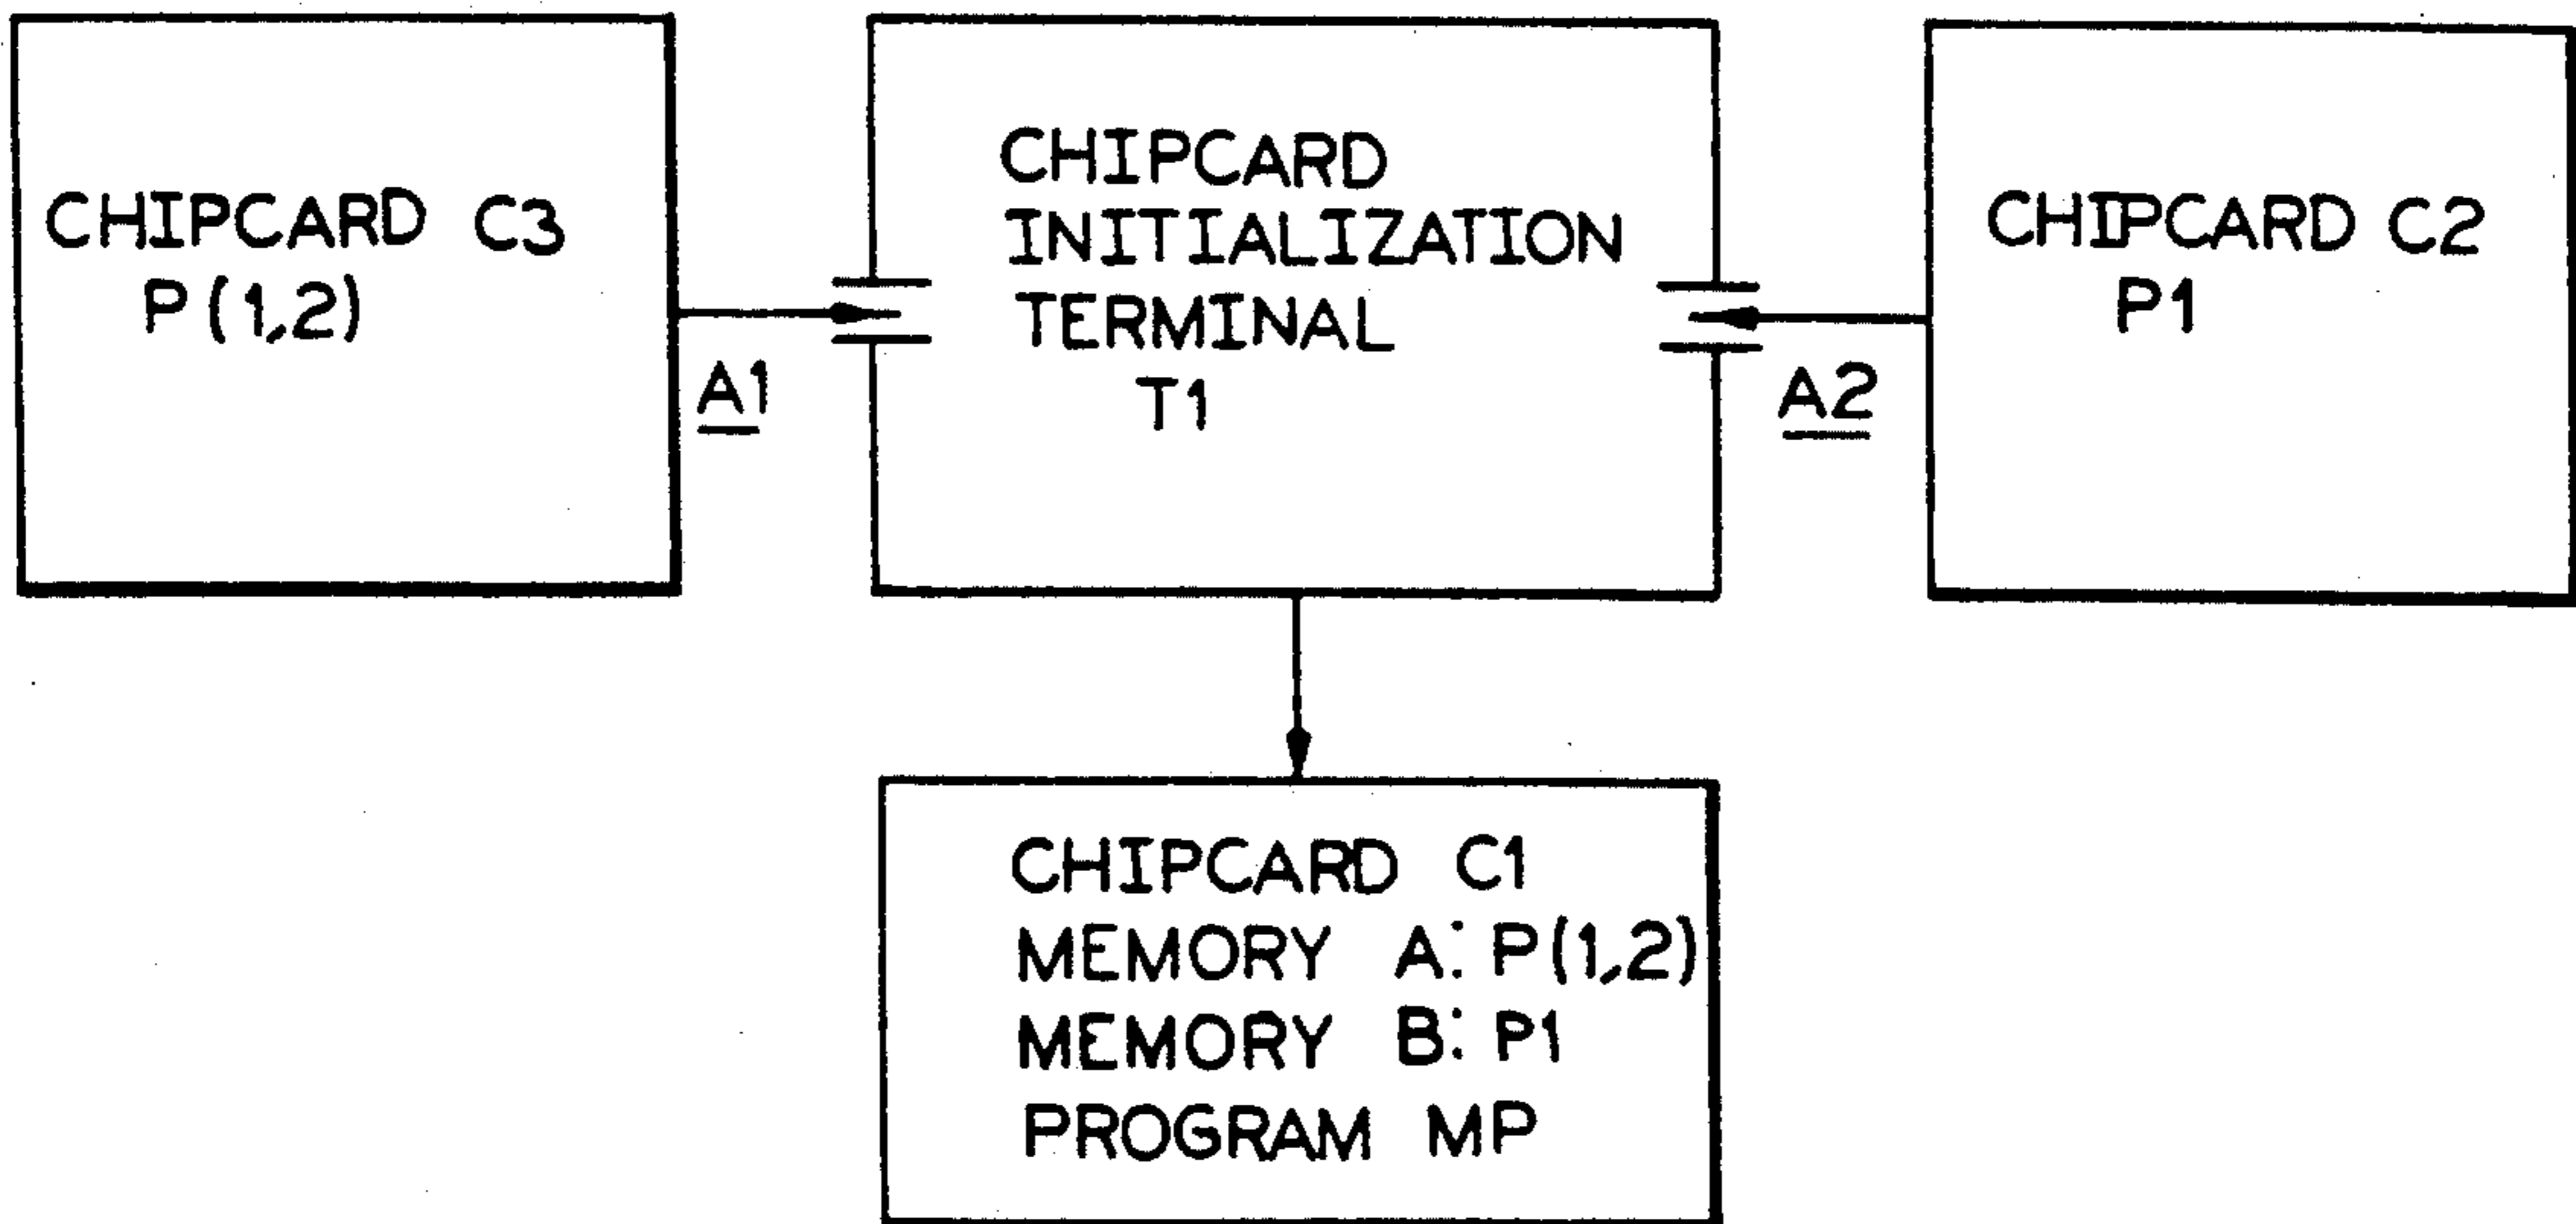 CHIPCARD C3
P(1,2)
A1
CHIPCARD
INITIALIZATION
TERMINAL
T1
A2
CHIPCARD C2
P1
CHIPCARD C1
MEMORY A: P(1,2)
MEMORY B: P1
PROGRAM MP